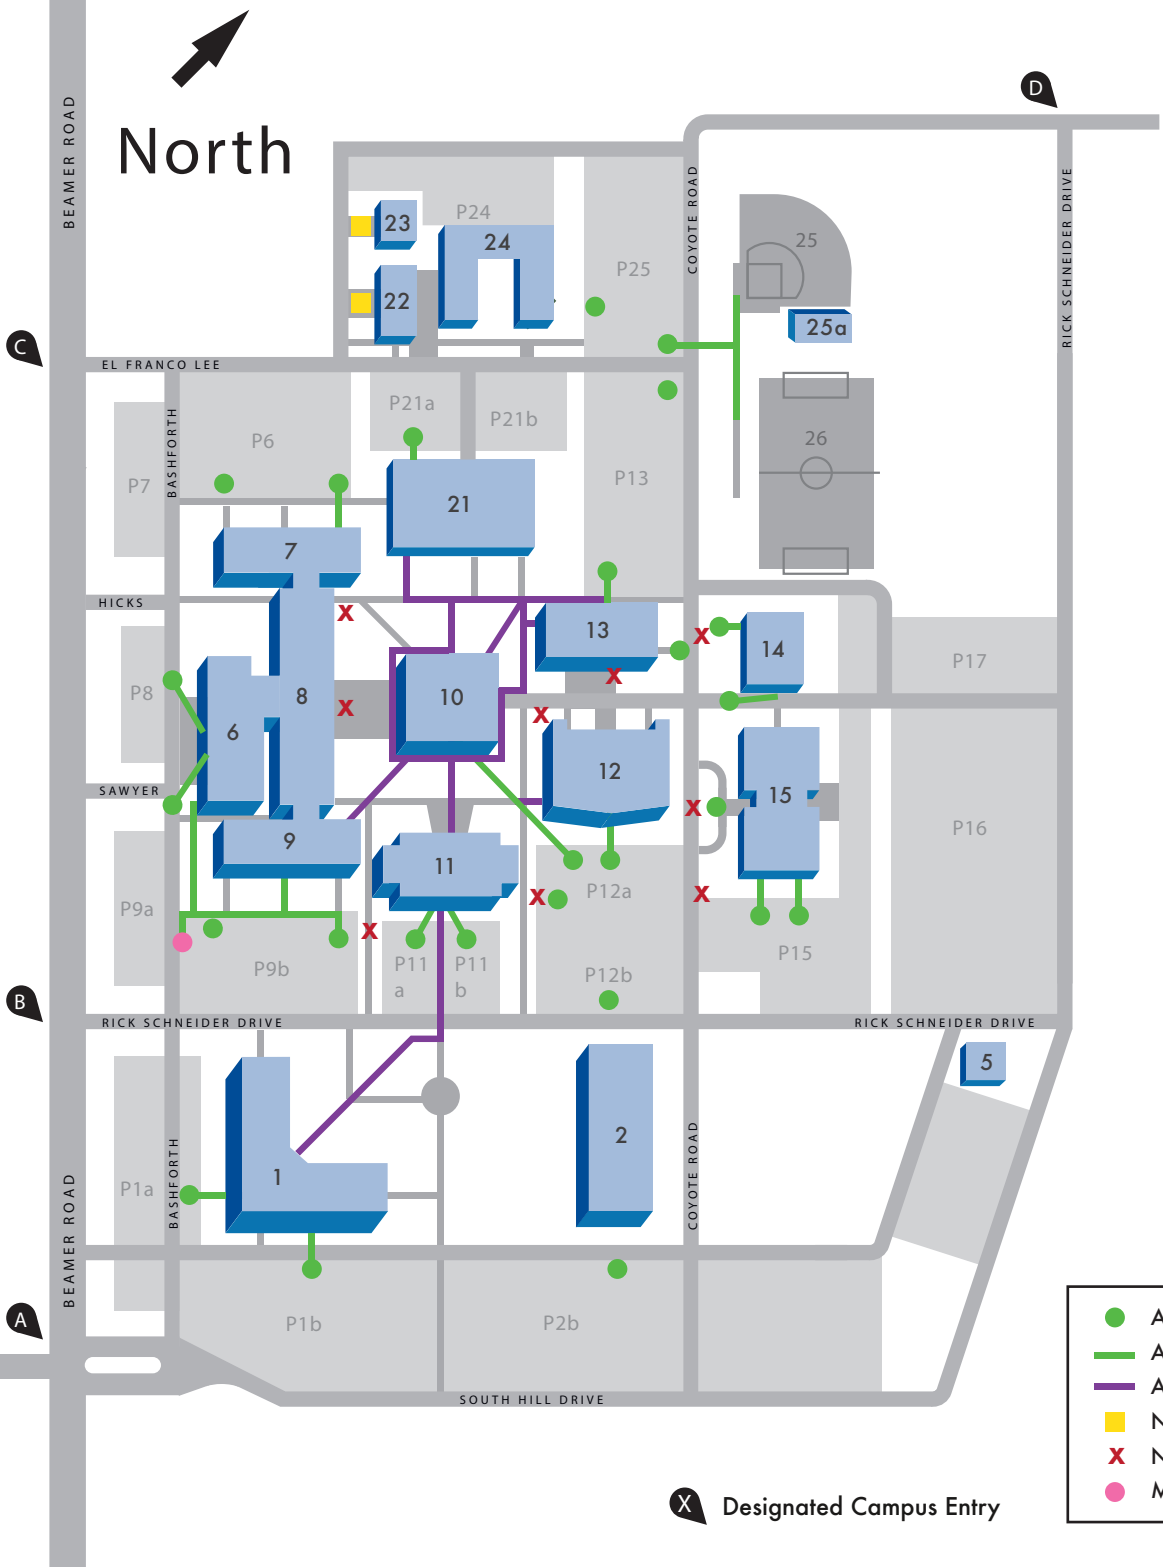 D
BEAMER ROAD
North
COYOTE ROAD
RICK SCHNEIDER DRIVE
23
P24
24
25
P25
22
25a
C
EL FRANCO LEE
BASHFORTH
P21a
P21b
P6
26
P7
P13
21
7
HICKS
13
14
P8
P17
8
10
6
12
SAWYER
15
9
11
P16
P12a
P9a
P15
P9b
P11
a
P11
b
P12b
B
RICK SCHNEIDER DRIVE
RICK SCHNEIDER DRIVE
5
2
1
P1a
BASHFORTH
COYOTE ROAD
BEAMER ROAD
A
P1b
P2b
SOUTH HILL DRIVE
X
X
X
X
X
X
X
X
X
A
A
A
N
X N
M
X Designated Campus Entry